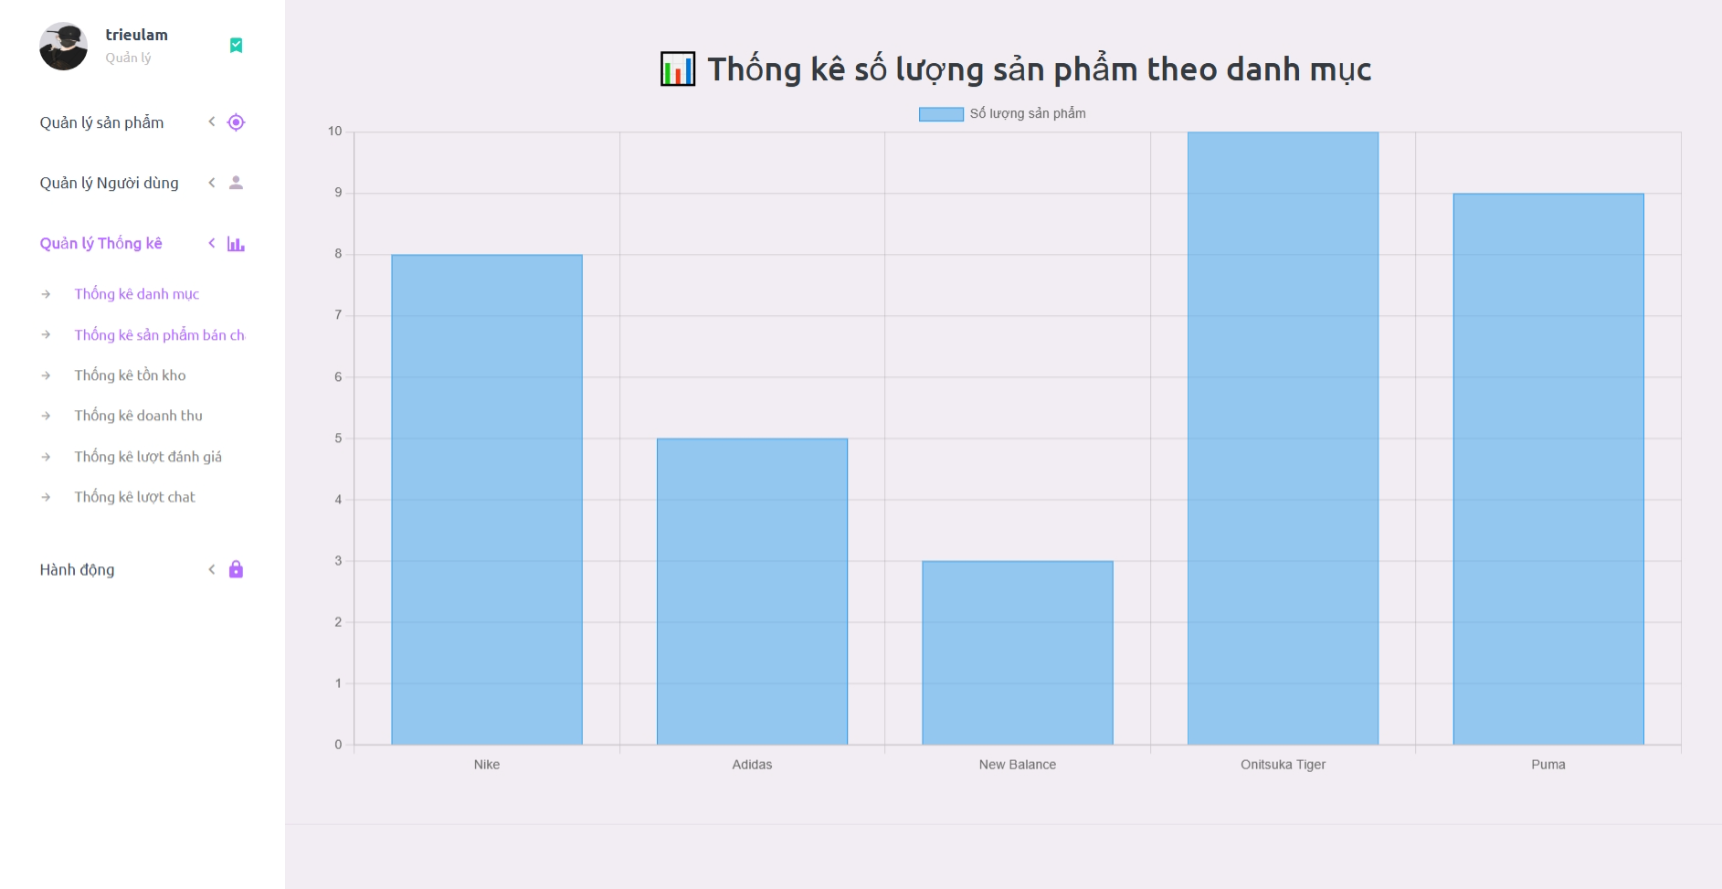 trieulam
Quản lý
Quản lý sản phẩm
Quản lý Người dùng
Quản lý Thống kê
Thống kê danh mục
Thống kê sản phẩm bán ch
Thống kê tồn kho
Thống kê doanh thu
Thống kê lượt đánh giá
Thống kê lượt chat
Hành động
Thống kê số lượng sản phẩm theo danh mục
Số lượng sản phẩm
10
9
8
7
6
5
4
3
2
1
0
Nike Adidas New Balance Onitsuka Tiger Puma